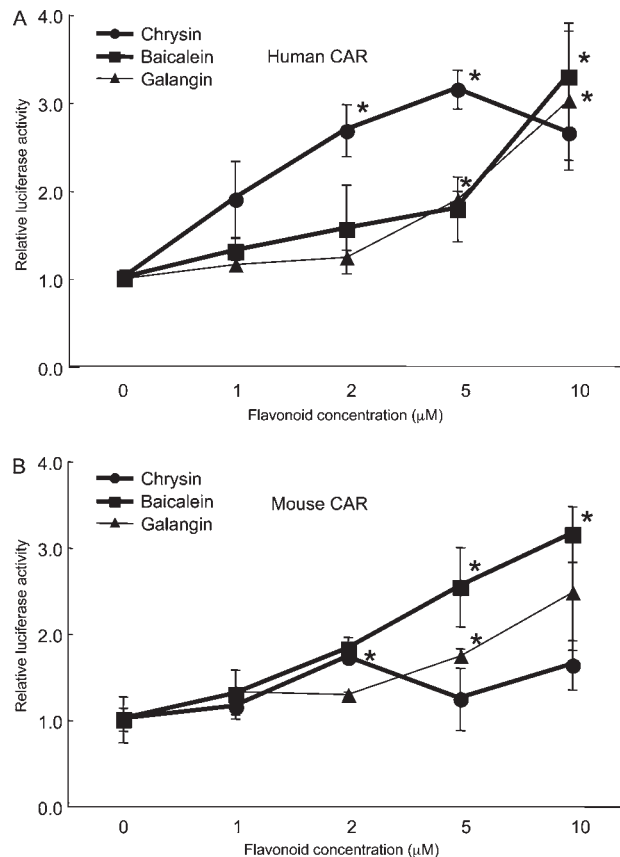 A
4.0
3.0
2.0
1.0
0.0
Relative luciferase activity
Chrysin
Baicalein
Galangin
Human CAR
*
*
*
*
*
0
1
2
5
10
Flavonoid concentration (μM)
B
4.0
3.0
2.0
1.0
0.0
Relative luciferase activity
Chrysin
Baicalein
Galangin
Mouse CAR
*
*
*
*
0
1
2
5
10
Flavonoid concentration (μM)